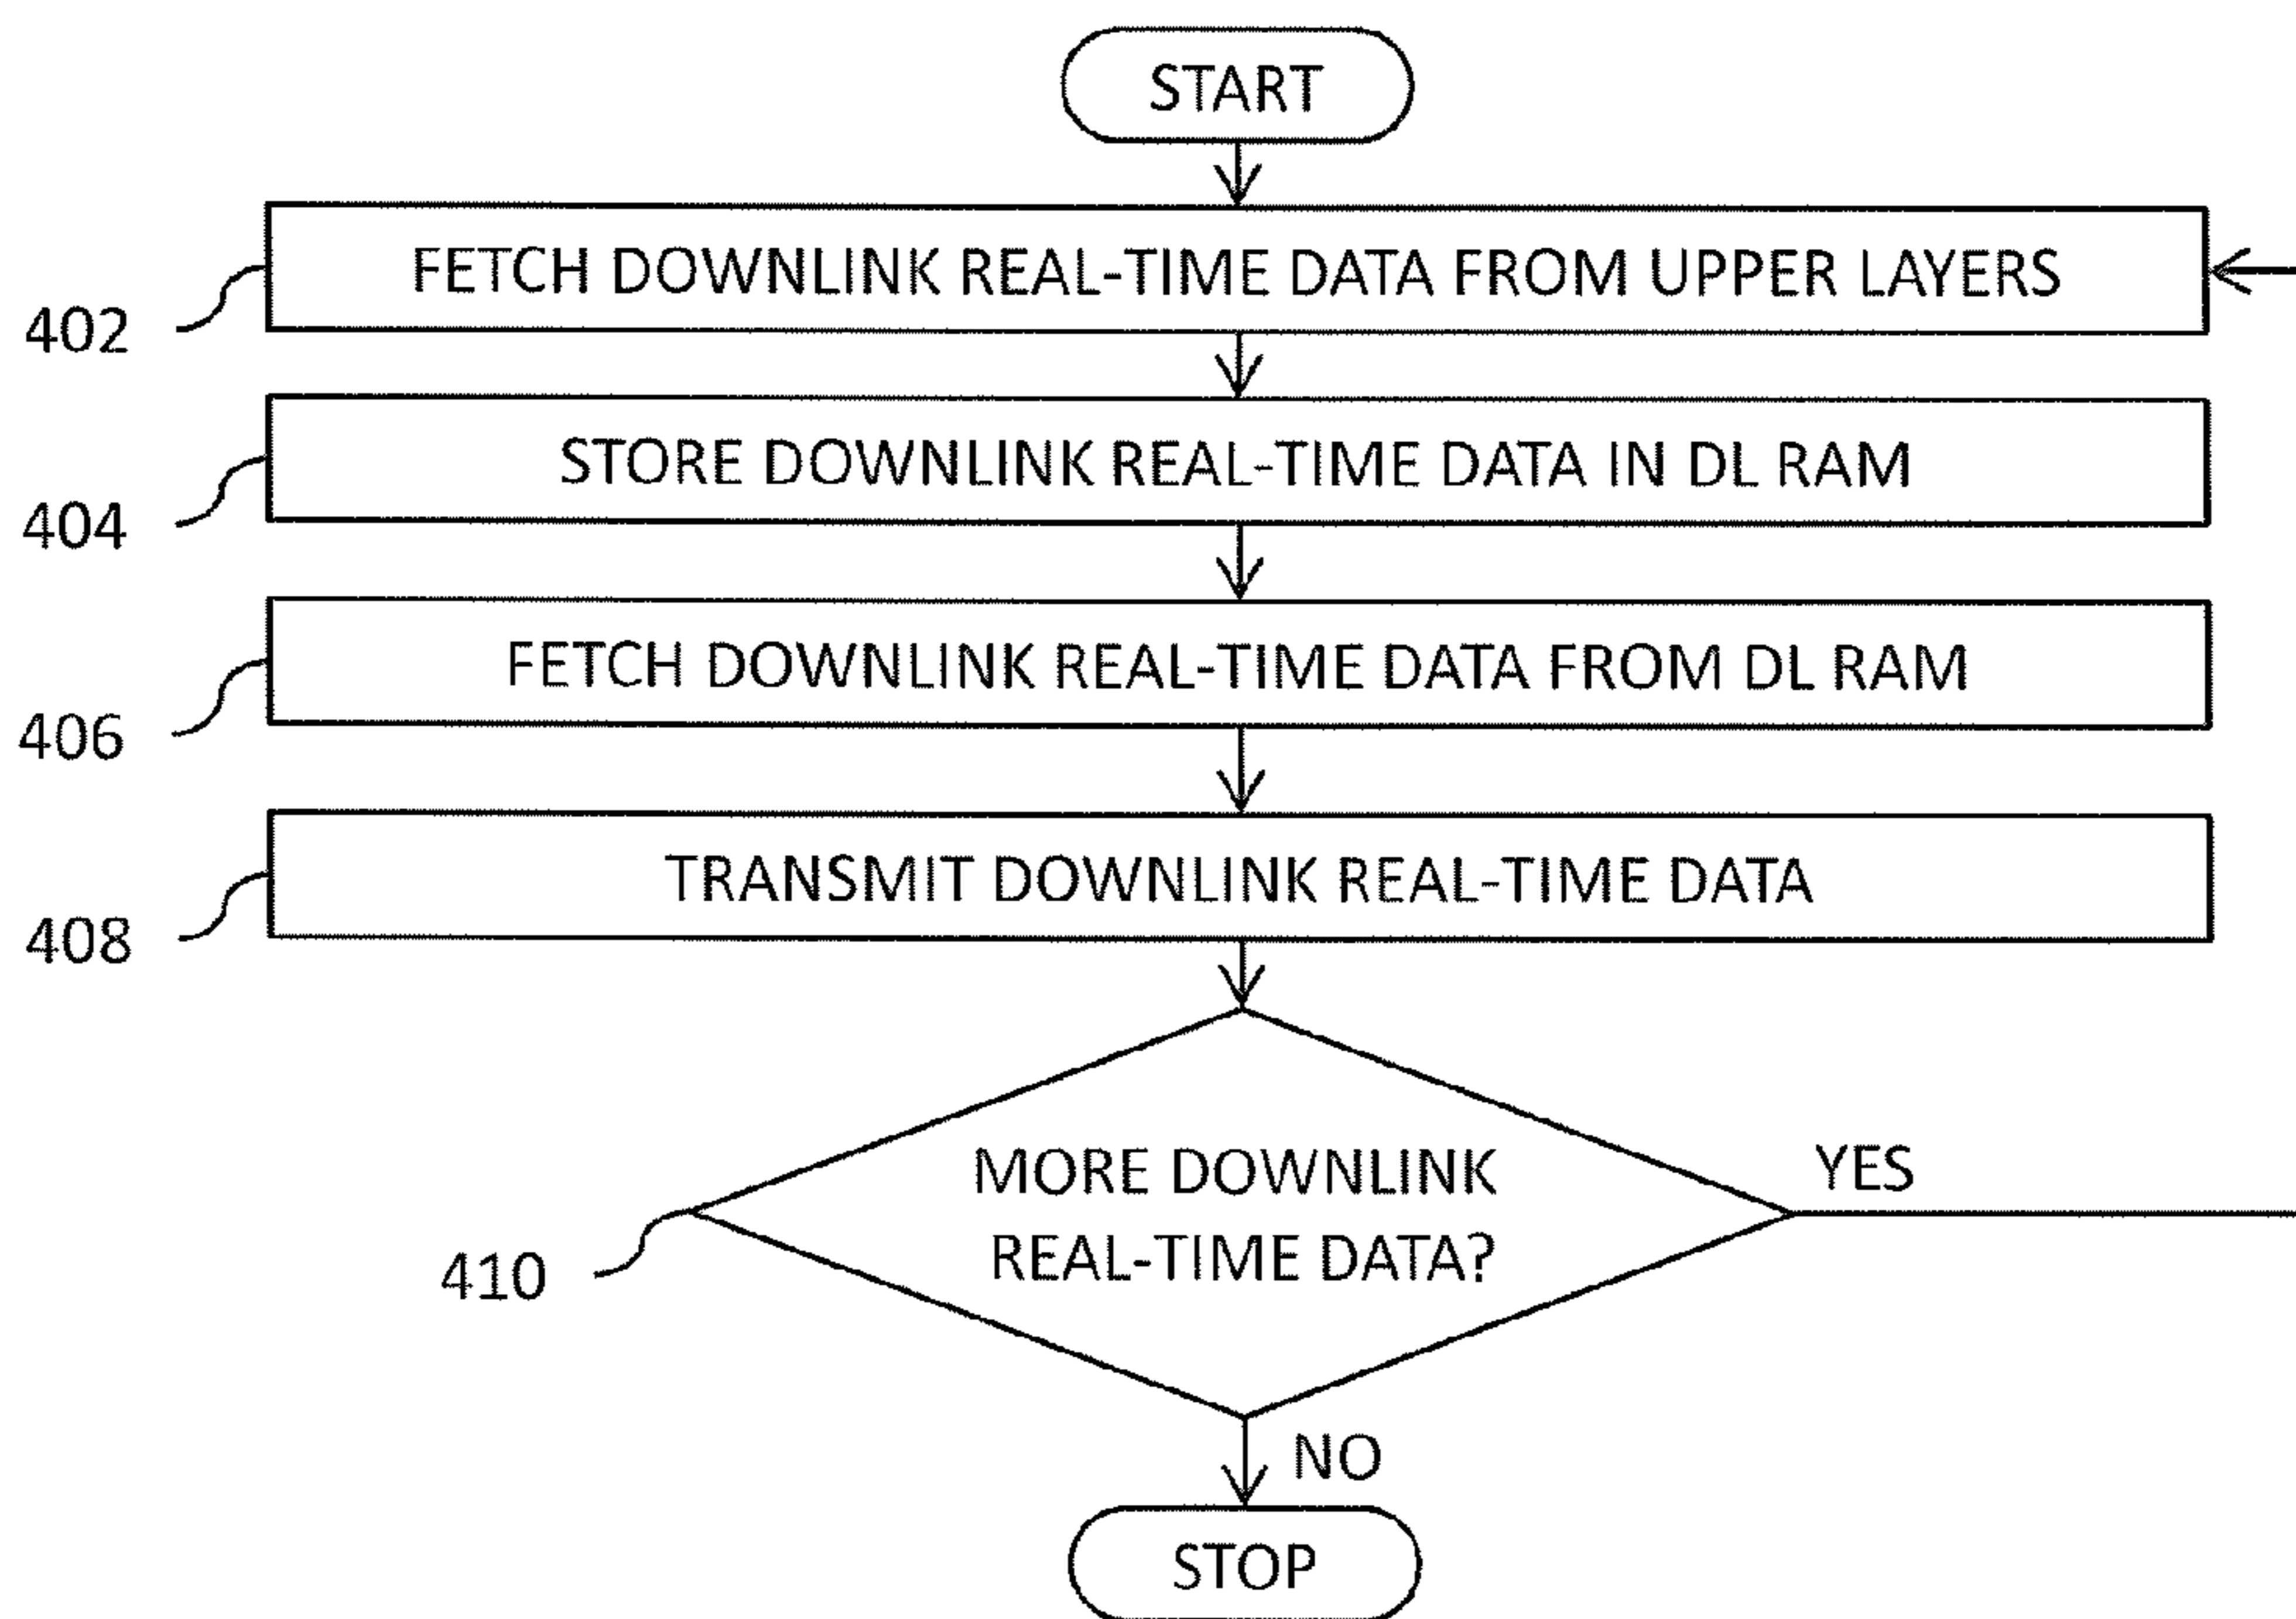 START
FETCH DOWNLINK REAL-TIME DATA FROM UPPER LAYERS
402
STORE DOWNLINK REAL-TIME DATA IN DL RAM
404
FETCH DOWNLINK REAL-TIME DATA FROM DL RAM
406
TRANSMIT DOWNLINK REAL-TIME DATA
408
MORE DOWNLINK
REAL-TIME DATA?
YES
410
NO
STOP